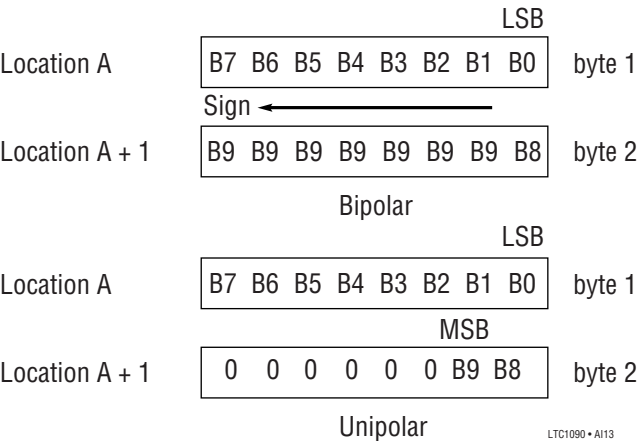 LSB
Location A B7 B6 B5 B4 B3 B2 B1 B0 byte 1
Sign
Location A + 1 B9 B9 B9 B9 B9 B9 B9 B8 byte 2
Bipolar
LSB
Location A B7 B6 B5 B4 B3 B2 B1 B0 byte 1
MSB
Location A + 1 0 0 0 0 0 0 B9 B8 byte 2
Unipolar
LTC1090 • AI13